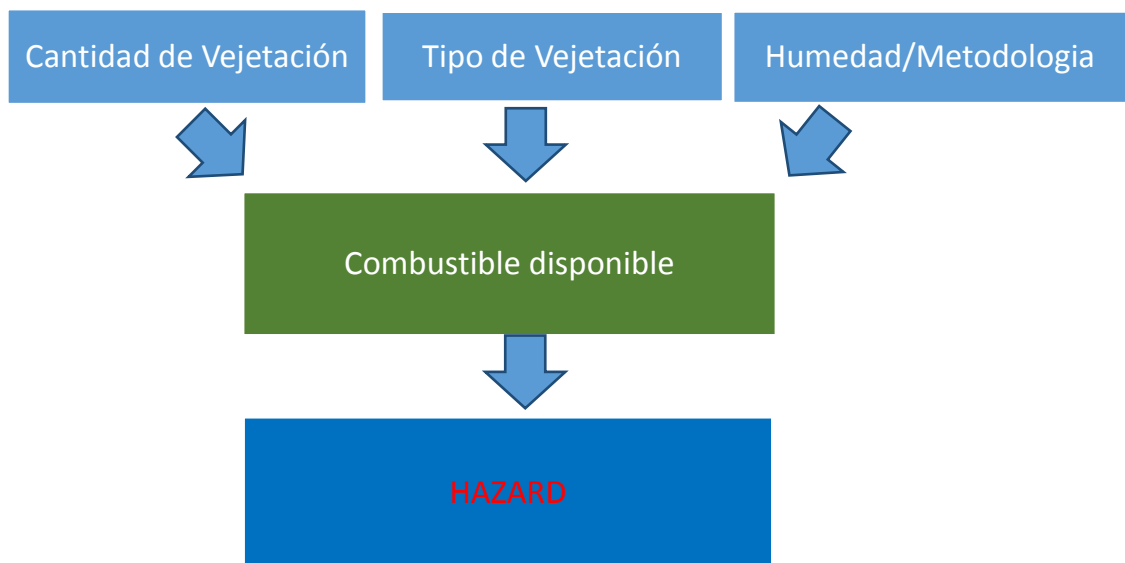 Cantidad de Vejetación
Tipo de Vejetación
Humedad/Metodologia
Combustible disponible
HAZARD